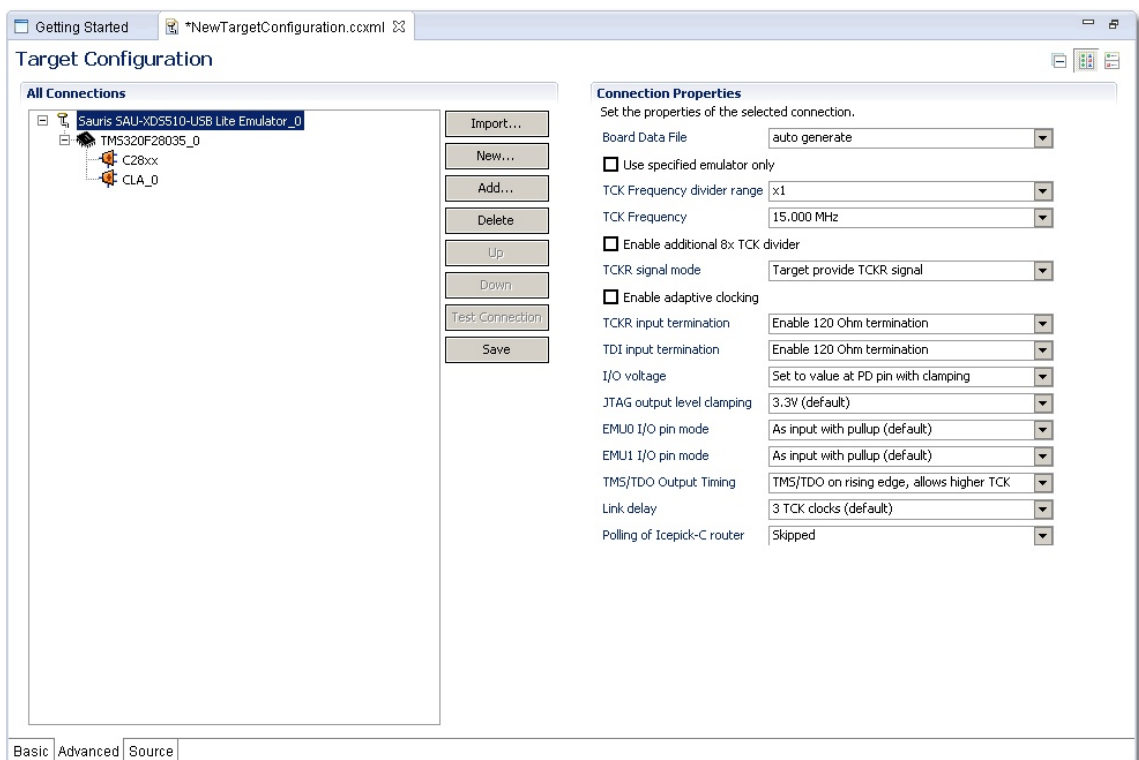 Getting Started
*NewTargetConfiguration.ccxml
Target Configuration
All Connections
Sauris SAU-XDS510-USB Lite Emulator_0
TMS320F28035_0
C28xx
CLA_0
Import...
New...
Add...
Delete
Up
Down
Test Connection
Save
Connection Properties
Set the properties of the selected connection.
Board Data File auto generate
Use specified emulator only
TCK Frequency divider range x1
TCK Frequency 15.000 MHz
Enable additional 8x TCK divider
TCKR signal mode Target provide TCKR signal
Enable adaptive clocking
TCKR input termination Enable 120 Ohm termination
TDI input termination Enable 120 Ohm termination
I/O voltage Set to value at PD pin with clamping
JTAG output level clamping 3.3V (default)
EMU0 I/O pin mode As input with pullup (default)
EMU1 I/O pin mode As input with pullup (default)
TMS/TDO Output Timing TMS/TDO on rising edge, allows higher TCK
Link delay 3 TCK clocks (default)
Polling of Icepick-C router Skipped
Basic Advanced Source